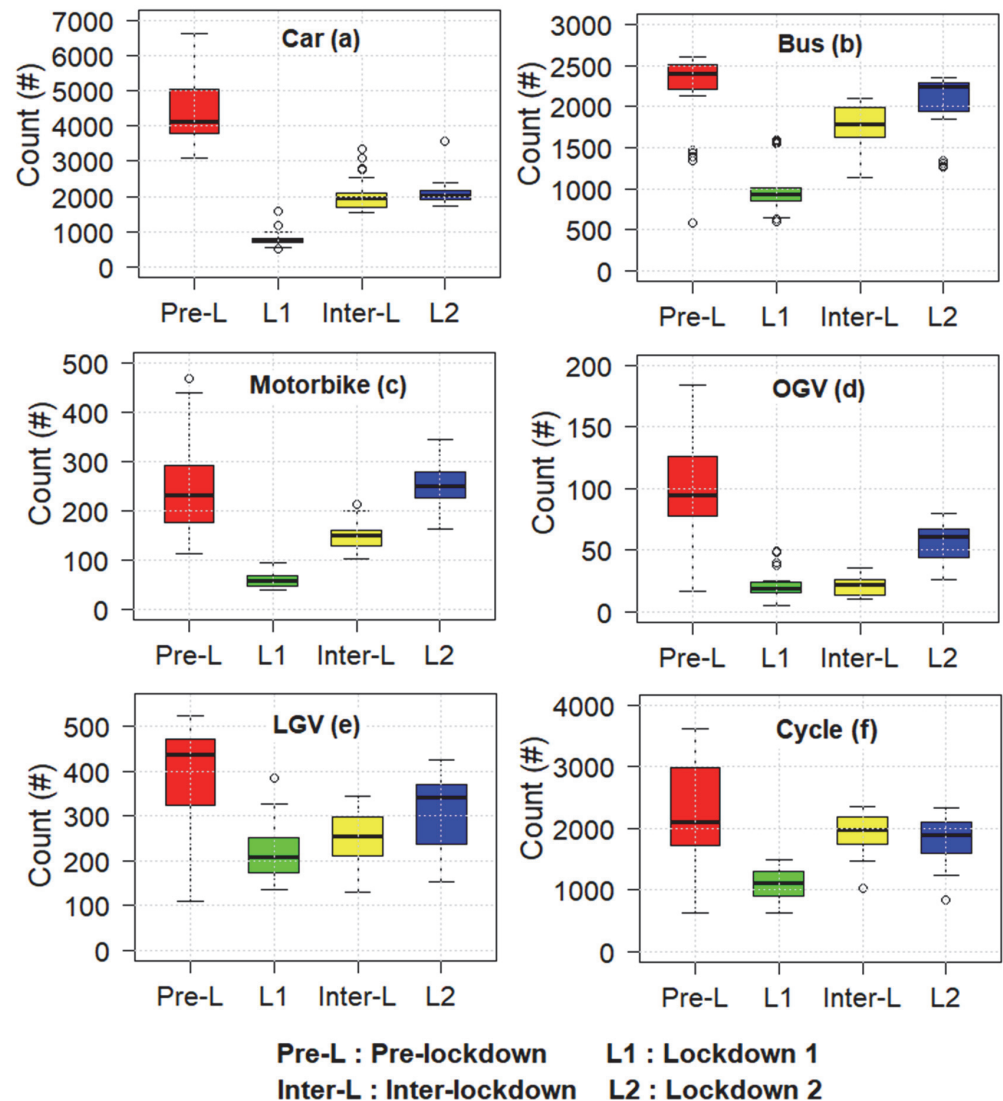 Car (a)
Count (#)
7000
6000
5000
4000
3000
2000
1000
0
Pre-L L1 Inter-L L2
Bus (b)
Count (#)
3000
2500
2000
1500
1000
500
0
Pre-L L1 Inter-L L2
Motorbike (c)
Count (#)
500
400
300
200
100
0
Pre-L L1 Inter-L L2
OGV (d)
Count (#)
200
150
100
50
0
Pre-L L1 Inter-L L2
LGV (e)
Count (#)
500
400
300
200
100
0
Pre-L L1 Inter-L L2
Cycle (f)
Count (#)
4000
3000
2000
1000
0
Pre-L L1 Inter-L L2
Pre-L : Pre-lockdown L1 : Lockdown 1
Inter-L : Inter-lockdown L2 : Lockdown 2